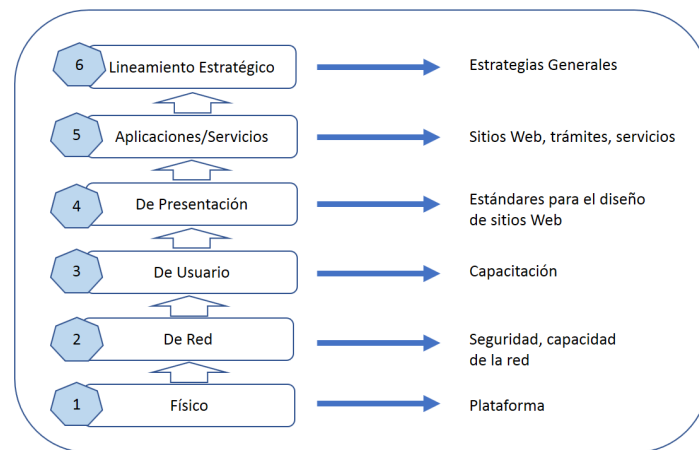 6 Lineamiento Estratégico Estrategias Generales
5 Aplicaciones/Servicios Sitios Web, trámites, servicios
4 De Presentación Estándares para el diseño
de sitios Web
3 De Usuario Capacitación
2 De Red Seguridad, capacidad
de la red
1 Físico Plataforma